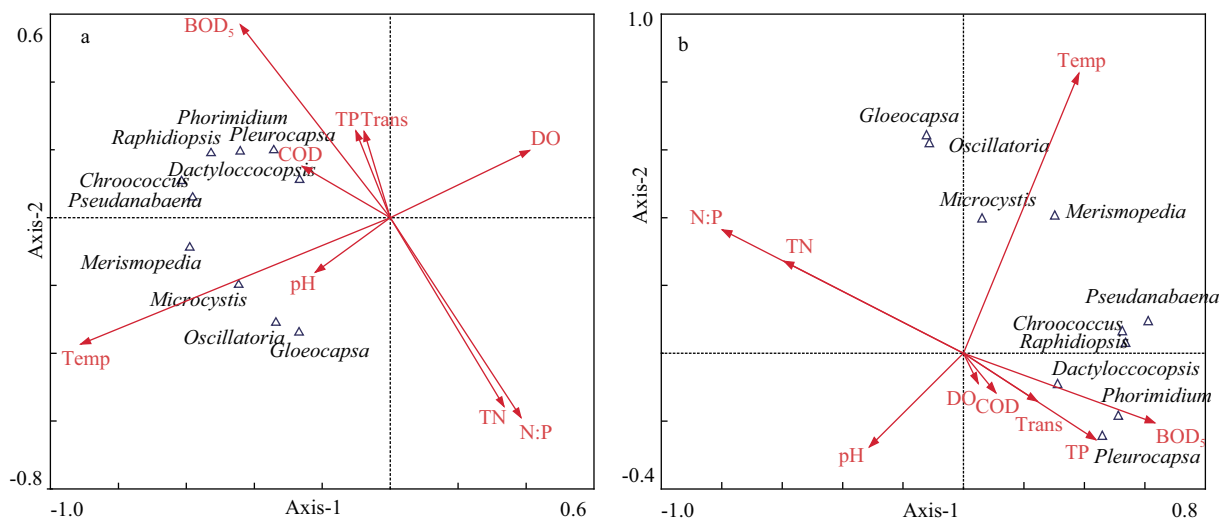 0.6
a
BOD₅
Phorimidium
TP
Trans
Raphidiopsis
Pleurocapsa
DO
COD
Dactyloccocopsis
Chroococcus
Pseudanabaena
Axis-2
Merismopedia
pH
Microcystis
Oscillatoria
Gloeocapsa
Temp
TN
N:P
-0.8
-1.0
Axis-1
0.6
1.0
b
Temp
Gloeocapsa
Oscillatoria
Microcystis
Merismopedia
N:P
TN
Axis-2
Pseudanabaena
Chroococcus
Raphidiopsis
Dactyloccocopsis
DO
COD
Phorimidium
Trans
BOD₅
pH
TP
Pleurocapsa
-0.4
-1.0
Axis-1
0.8